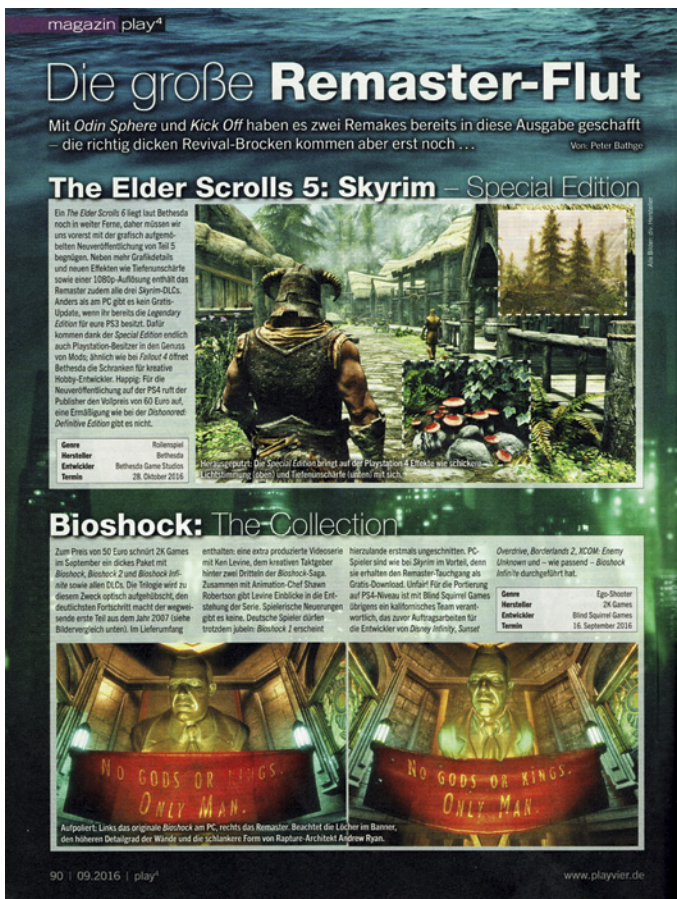 magazin play⁴
Die große Remaster-Flut
Mit Odin Sphere und Kick Off haben es zwei Remakes bereits in diese Ausgabe geschafft
– die richtig dicken Revival-Brocken kommen aber erst noch ...
Von: Peter Bathge
The Elder Scrolls 5: Skyrim – Special Edition
Alle Bilder: div. Hersteller
Ein The Elder Scrolls 6 liegt laut Bethesda
noch in weiter Ferne, daher müssen wir
uns vorerst mit der grafisch aufgemö-
belten Neuveröffentlichung von Teil 5
begnügen. Neben mehr Grafikdetails
und neuen Effekten wie Tiefenunschärfe
sowie einer 1080p-Auflösung enthält das
Remaster zudem alle drei Skyrim-DLCs.
Anders als am PC gibt es kein Gratis-
Update, wenn ihr bereits die Legendary
Edition für eure PS3 besitzt. Dafür
kommen dank der Special Edition endlich
auch Playstation-Besitzer in den Genuss
von Mods; ähnlich wie bei Fallout 4 öffnet
Bethesda die Schranken für kreative
Hobby-Entwickler. Happig: Für die
Neuveröffentlichung auf der PS4 ruft der
Publisher den Vollpreis von 60 Euro auf,
eine Ermäßigung wie bei der Dishonored:
Definitive Edition gibt es nicht.
Genre Rollenspiel
Hersteller Bethesda
Entwickler Bethesda Game Studios
Termin 28. Oktober 2016
Herausgeputzt: Die Special Edition bringt auf der Playstation 4 Effekte wie schickere
Lichtstimmung (oben) und Tiefenunschärfe (unten) mit sich.
Bioshock: The Collection
Zum Preis von 50 Euro schnürt 2K Games
im September ein dickes Paket mit
Bioshock, Bioshock 2 und Bioshock Infi-
nite sowie allen DLCs. Die Trilogie wird zu
diesem Zweck optisch aufgehübscht, den
deutlichsten Fortschritt macht der wegwei-
sende erste Teil aus dem Jahr 2007 (siehe
Bildervergleich unten). Im Lieferumfang
enthalten: eine extra produzierte Videoserie
mit Ken Levine, dem kreativen Taktgeber
hinter zwei Dritteln der Bioshock-Saga.
Zusammen mit Animation-Chef Shawn
Robertson gibt Levine Einblicke in die Ent-
stehung der Serie. Spielerische Neuerungen
gibt es keine. Deutsche Spieler dürfen
trotzdem jubeln: Bioshock 1 erscheint
hierzulande erstmals ungeschnitten. PC-
Spieler sind wie bei Skyrim im Vorteil, denn
sie erhalten den Remaster-Tauchgang als
Gratis-Download. Unfair! Für die Portierung
auf PS4-Niveau ist mit Blind Squirrel Games
übrigens ein kalifornisches Team verant-
wortlich, das zuvor Auftragsarbeiten für
die Entwickler von Disney Infinity, Sunset
Overdrive, Borderlands 2, XCOM: Enemy
Unknown und – wie passend – Bioshock
Infinite durchgeführt hat.
Genre Ego-Shooter
Hersteller 2K Games
Entwickler Blind Squirrel Games
Termin 16. September 2016
NO GODS OR KINGS.
ONLY MAN.
NO GODS OR KINGS.
ONLY MAN.
Aufpoliert: Links das originale Bioshock am PC, rechts das Remaster. Beachtet die Löcher im Banner,
den höheren Detailgrad der Wände und die schlankere Form von Rapture-Architekt Andrew Ryan.
90 | 09.2016 | play⁴
www.playvier.de